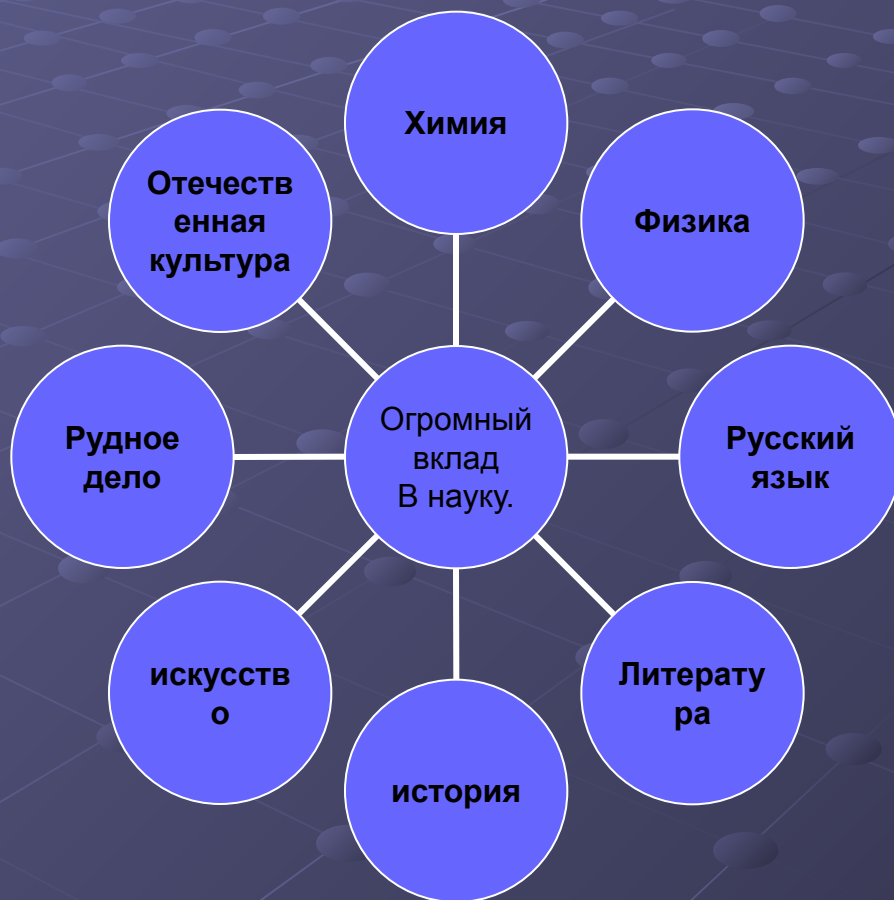 Химия
Отечеств
енная
культура
Физика
Рудное
дело
Огромный
вклад
В науку.
Русский
язык
искусств
о
Литерату
ра
история